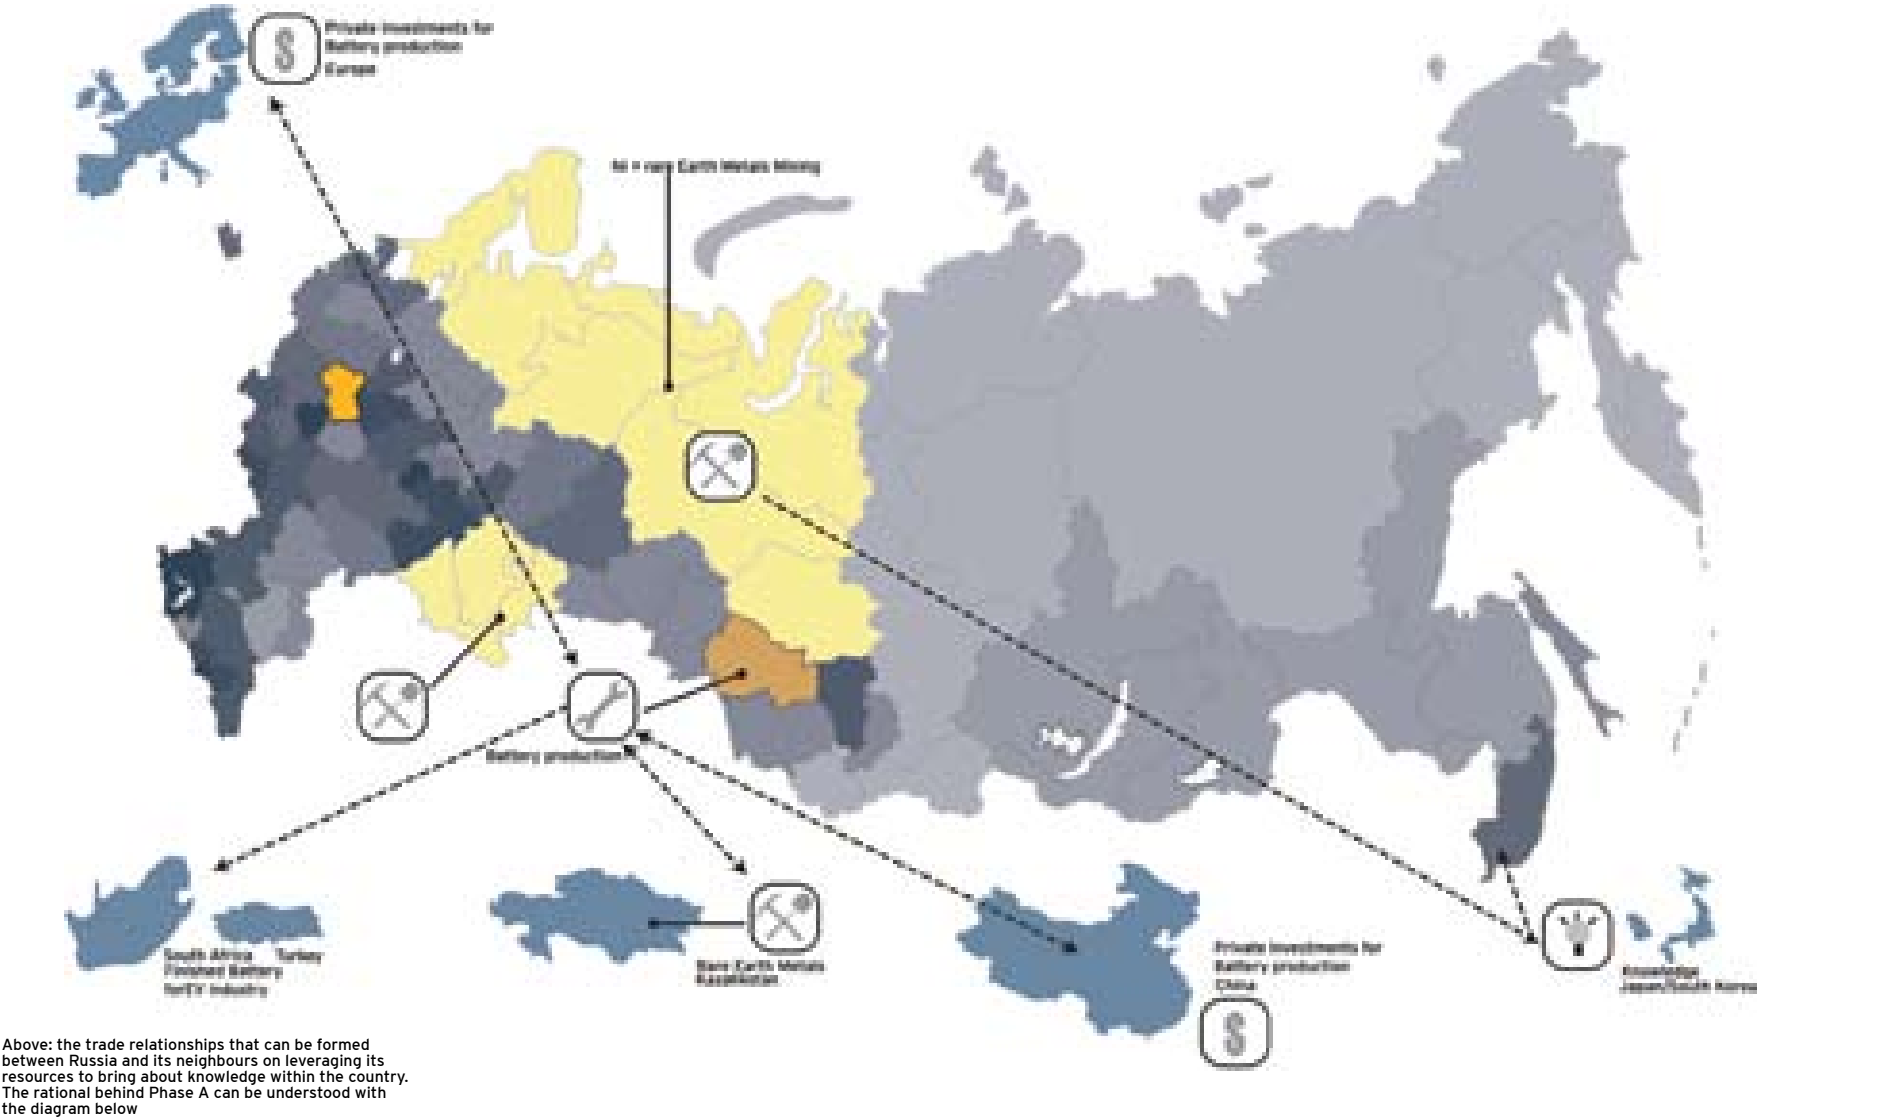 Private Investments for
Battery production
Europe
Ni + rare Earth Metals Mining
Battery production
South Africa Turkey
Finished Battery
forEV Industry
Rare Earth Metals
Kazakhstan
Private Investments for
Battery production
China
Knowledge
Japan/South Korea
Above: the trade relationships that can be formed
between Russia and its neighbours on leveraging its
resources to bring about knowledge within the country.
The rational behind Phase A can be understood with
the diagram below